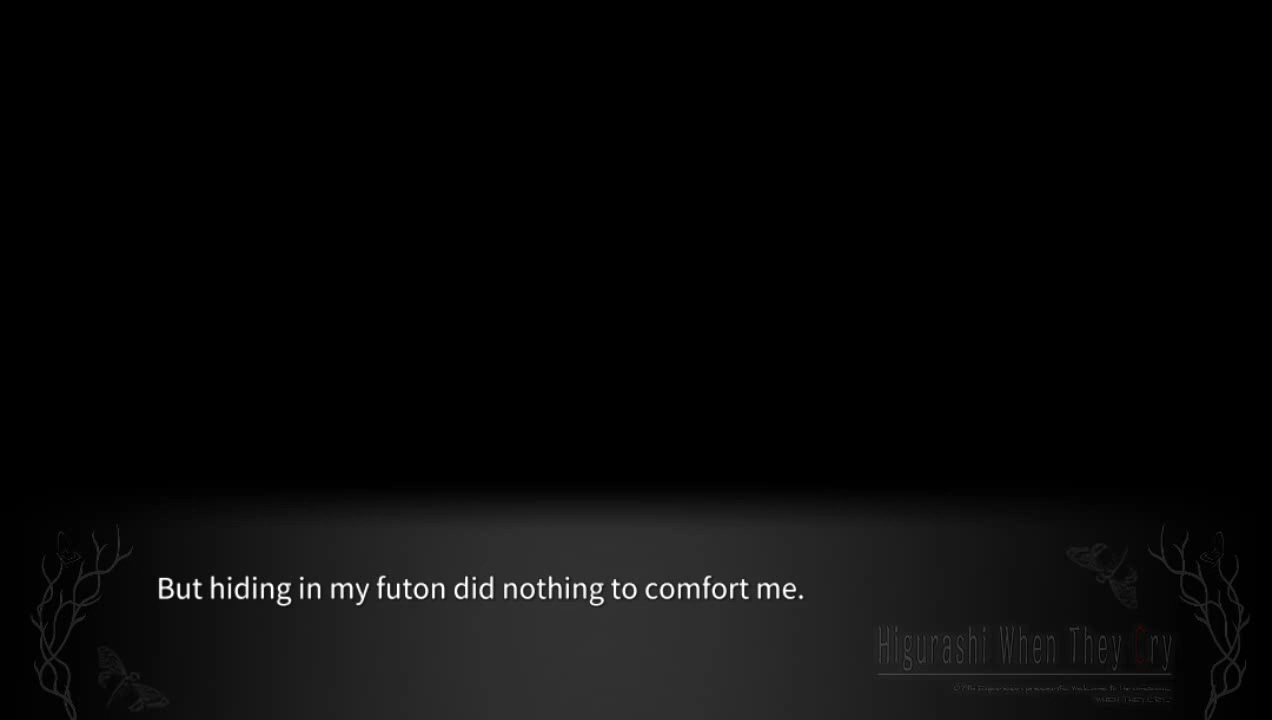 But hiding in my futon did nothing to comfort me.
Higurashi When They Cry